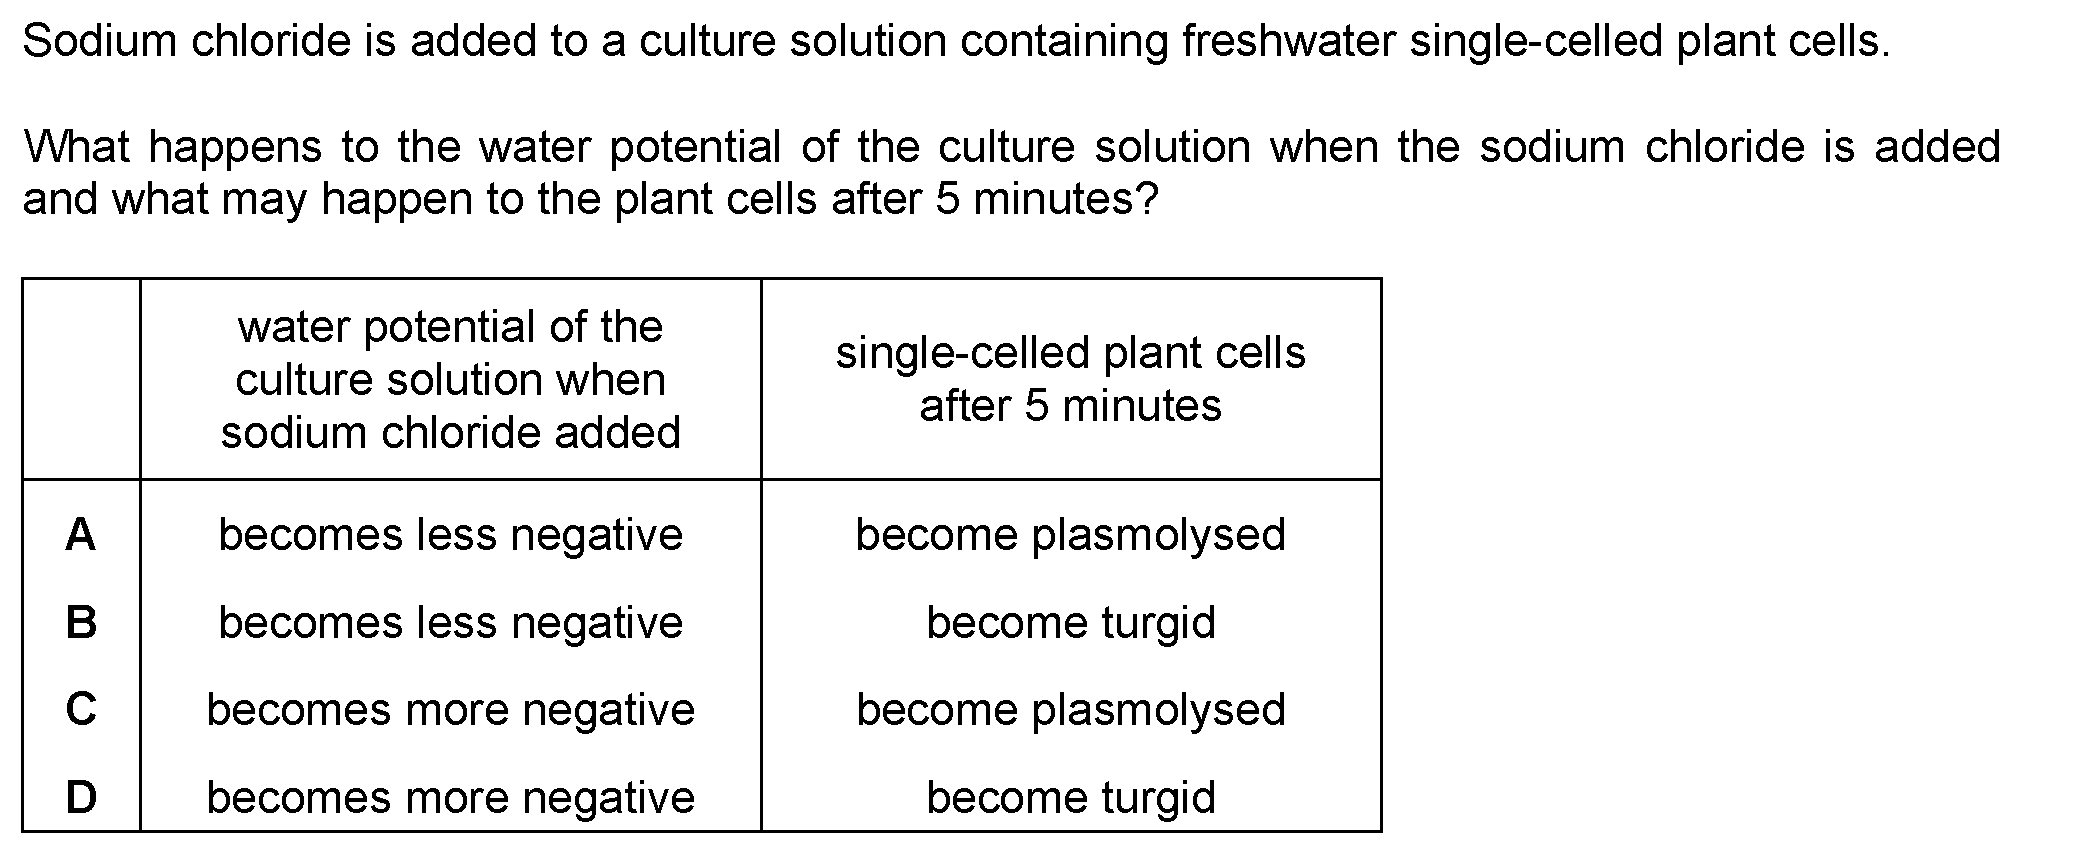 Sodium chloride is added to a culture solution containing freshwater single-celled plant cells.
What happens to the water potential of the culture solution when the sodium chloride is added
and what may happen to the plant cells after 5 minutes?
water potential of the
culture solution when
sodium chloride added
single-celled plant cells
after 5 minutes
A becomes less negative become plasmolysed
B becomes less negative become turgid
C becomes more negative become plasmolysed
D becomes more negative become turgid